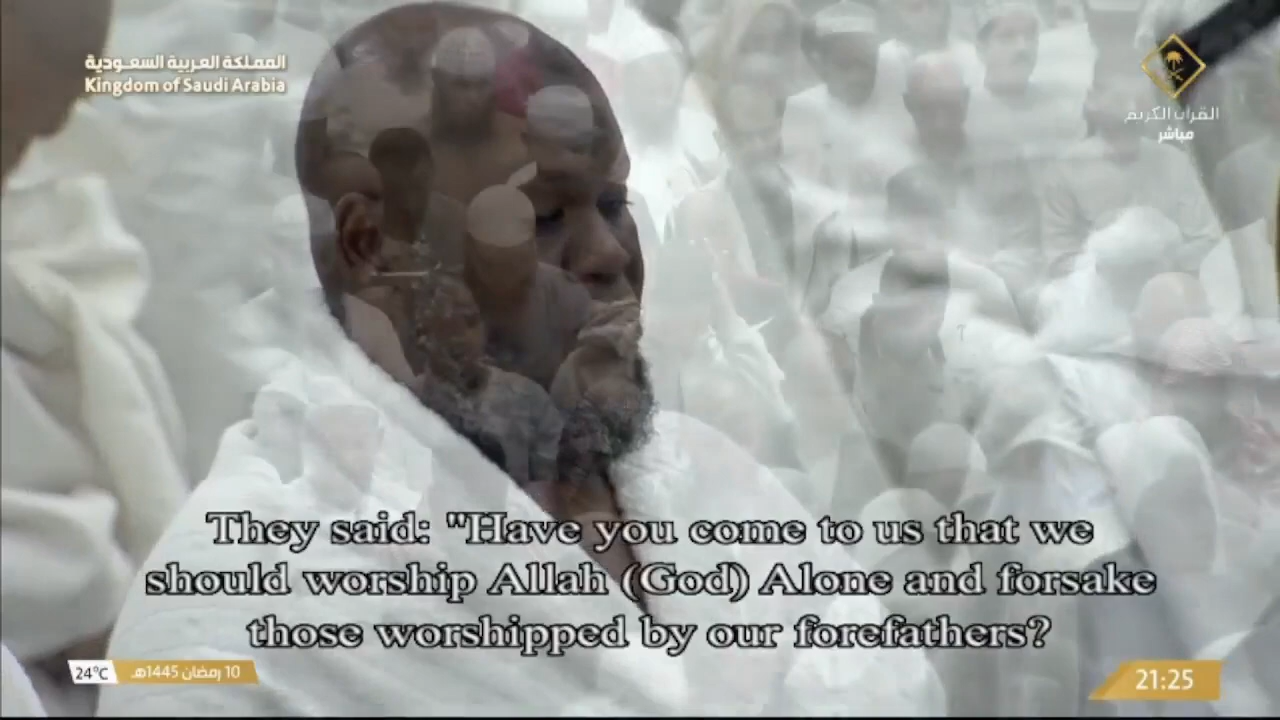 المملكة العربية السعودية
Kingdom of Saudi Arabia
القرآن الكريم
مباشر
They said: "Have you come to us that we
should worship Allah (God) Alone and forsake
those worshipped by our forefathers?
24°C
10 رمضان 1445هـ
21:25